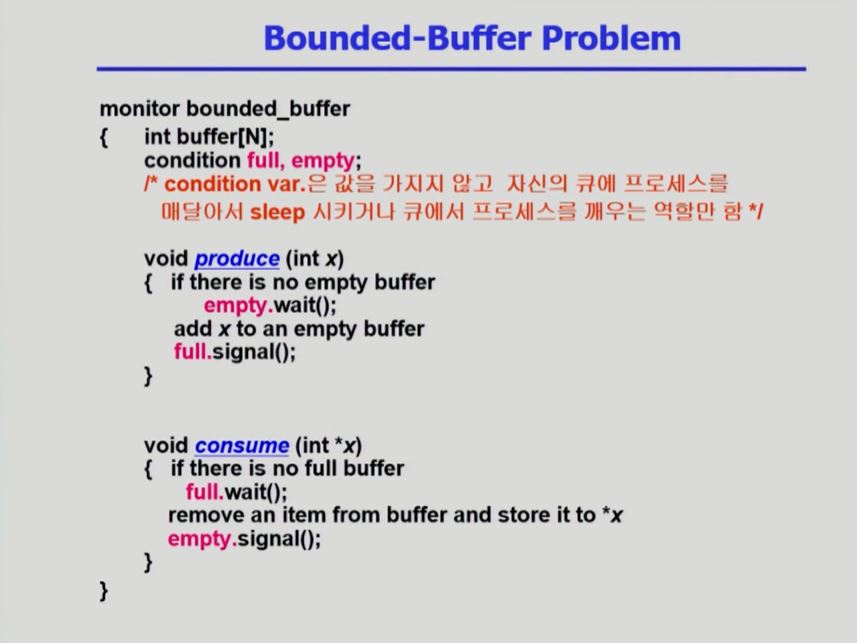 Bounded-Buffer Problem
monitor bounded_buffer
{ int buffer[N];
condition full, empty;
/* condition var.은 값을 가지지 않고 자신의 큐에 프로세스를
매달아서 sleep 시키거나 큐에서 프로세스를 깨우는 역할만 함 */
void produce (int x)
{ if there is no empty buffer
empty.wait();
add x to an empty buffer
full.signal();
}
void consume (int *x)
{ if there is no full buffer
full.wait();
remove an item from buffer and store it to *x
empty.signal();
}
}